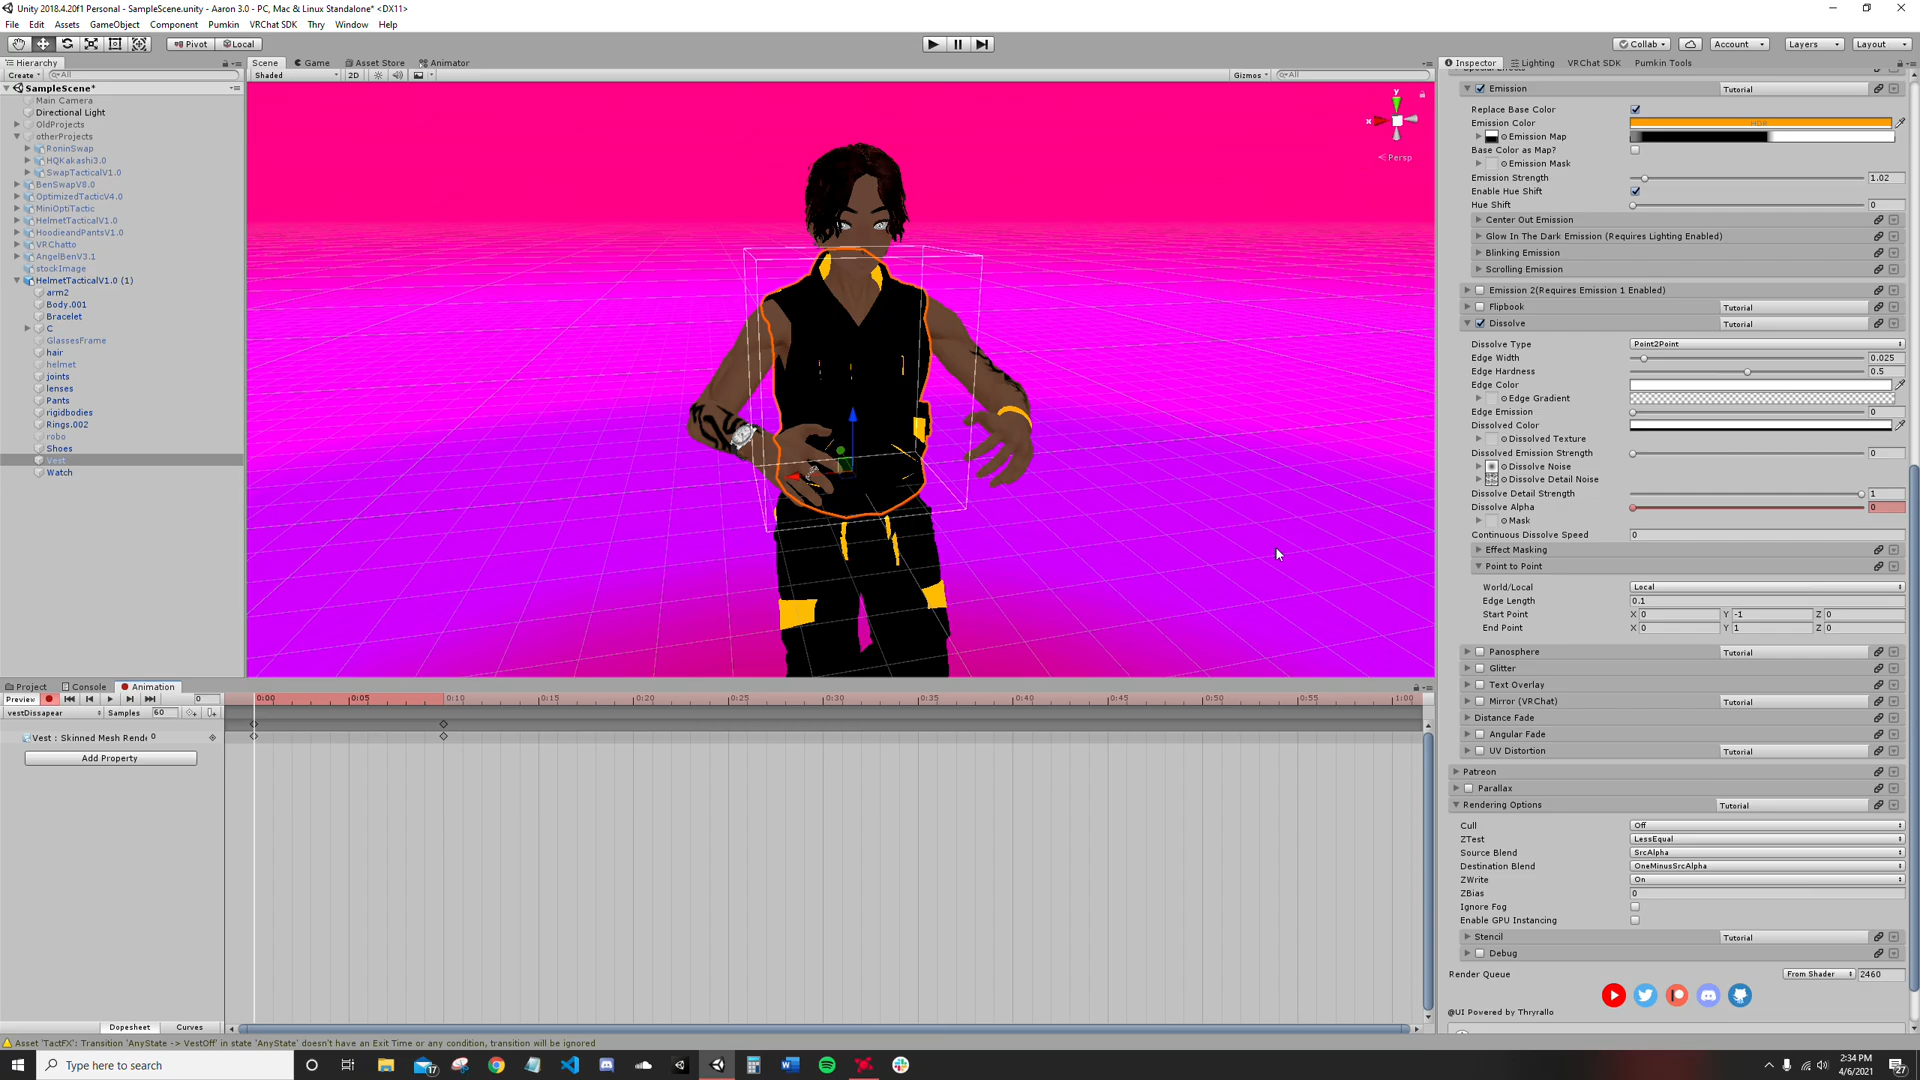 Unity 2018.4.20f1 Personal - SampleScene.unity - Aaron 3.0 - PC, Mac & Linux Standalone* <DX11>
File Edit Assets GameObject Component Pumkin VRChat SDK Thry Window Help
Pivot Local Collab Account Layers Layout
Hierarchy Scene Game Asset Store Animator Inspector Lighting VRChat SDK Pumkin Tools
Create All Shaded 2D Gizmos All
SampleScene*
Main Camera
Directional Light
OldProjects
otherProjects
RoninSwap
HQKakashi3.0
SwapTacticalV1.0
BenSwapV8.0
OptimizedTacticV4.0
MiniOptiTactic
HelmetTacticalV1.0
HoodieandPantsV1.0
VRChatto
AngelBenV3.1
stockImage
HelmetTacticalV1.0 (1)
arm2
Body.001
Bracelet
C
GlassesFrame
hair
helmet
joints
lenses
Pants
rigidbodies
Rings.002
robo
Shoes
Vest
Watch
y
x
Persp
Special Effects
Emission Tutorial
Replace Base Color
Emission Color HDR
Emission Map
Base Color as Map?
Emission Mask
Emission Strength 1.02
Enable Hue Shift
Hue Shift 0
Center Out Emission
Glow In The Dark Emission (Requires Lighting Enabled)
Blinking Emission
Scrolling Emission
Emission 2(Requires Emission 1 Enabled)
Flipbook Tutorial
Dissolve Tutorial
Dissolve Type Point2Point
Edge Width 0.025
Edge Hardness 0.5
Edge Color
Edge Gradient
Edge Emission 0
Dissolved Color
Dissolved Texture
Dissolved Emission Strength 0
Dissolve Noise
Dissolve Detail Noise
Dissolve Detail Strength 1
Dissolve Alpha 0
Mask
Continuous Dissolve Speed 0
Effect Masking
Point to Point
World/Local Local
Edge Length 0.1
Start Point X 0 Y -1 Z 0
End Point X 0 Y 1 Z 0
Panosphere Tutorial
Glitter
Text Overlay
Mirror (VRChat) Tutorial
Distance Fade
Angular Fade
UV Distortion Tutorial
Patreon
Parallax
Rendering Options Tutorial
Cull Off
ZTest LessEqual
Source Blend SrcAlpha
Destination Blend OneMinusSrcAlpha
ZWrite On
ZBias 0
Ignore Fog
Enable GPU Instancing
Stencil Tutorial
Debug
Render Queue From Shader 2460
@UI Powered by Thryrallo
Project Console Animation
Preview 0 0:00 0:05 0:10 0:15 0:20 0:25 0:30 0:35 0:40 0:45 0:50 0:55 1:00
vestDissapear Samples 60
Vest : Skinned Mesh Rende 0
Add Property
Dopesheet Curves
Asset 'TactFX': Transition 'AnyState -> VestOff' in state 'AnyState' doesn't have an Exit Time or any condition, transition will be ignored
Type here to search
17
2:34 PM
4/6/2021
27